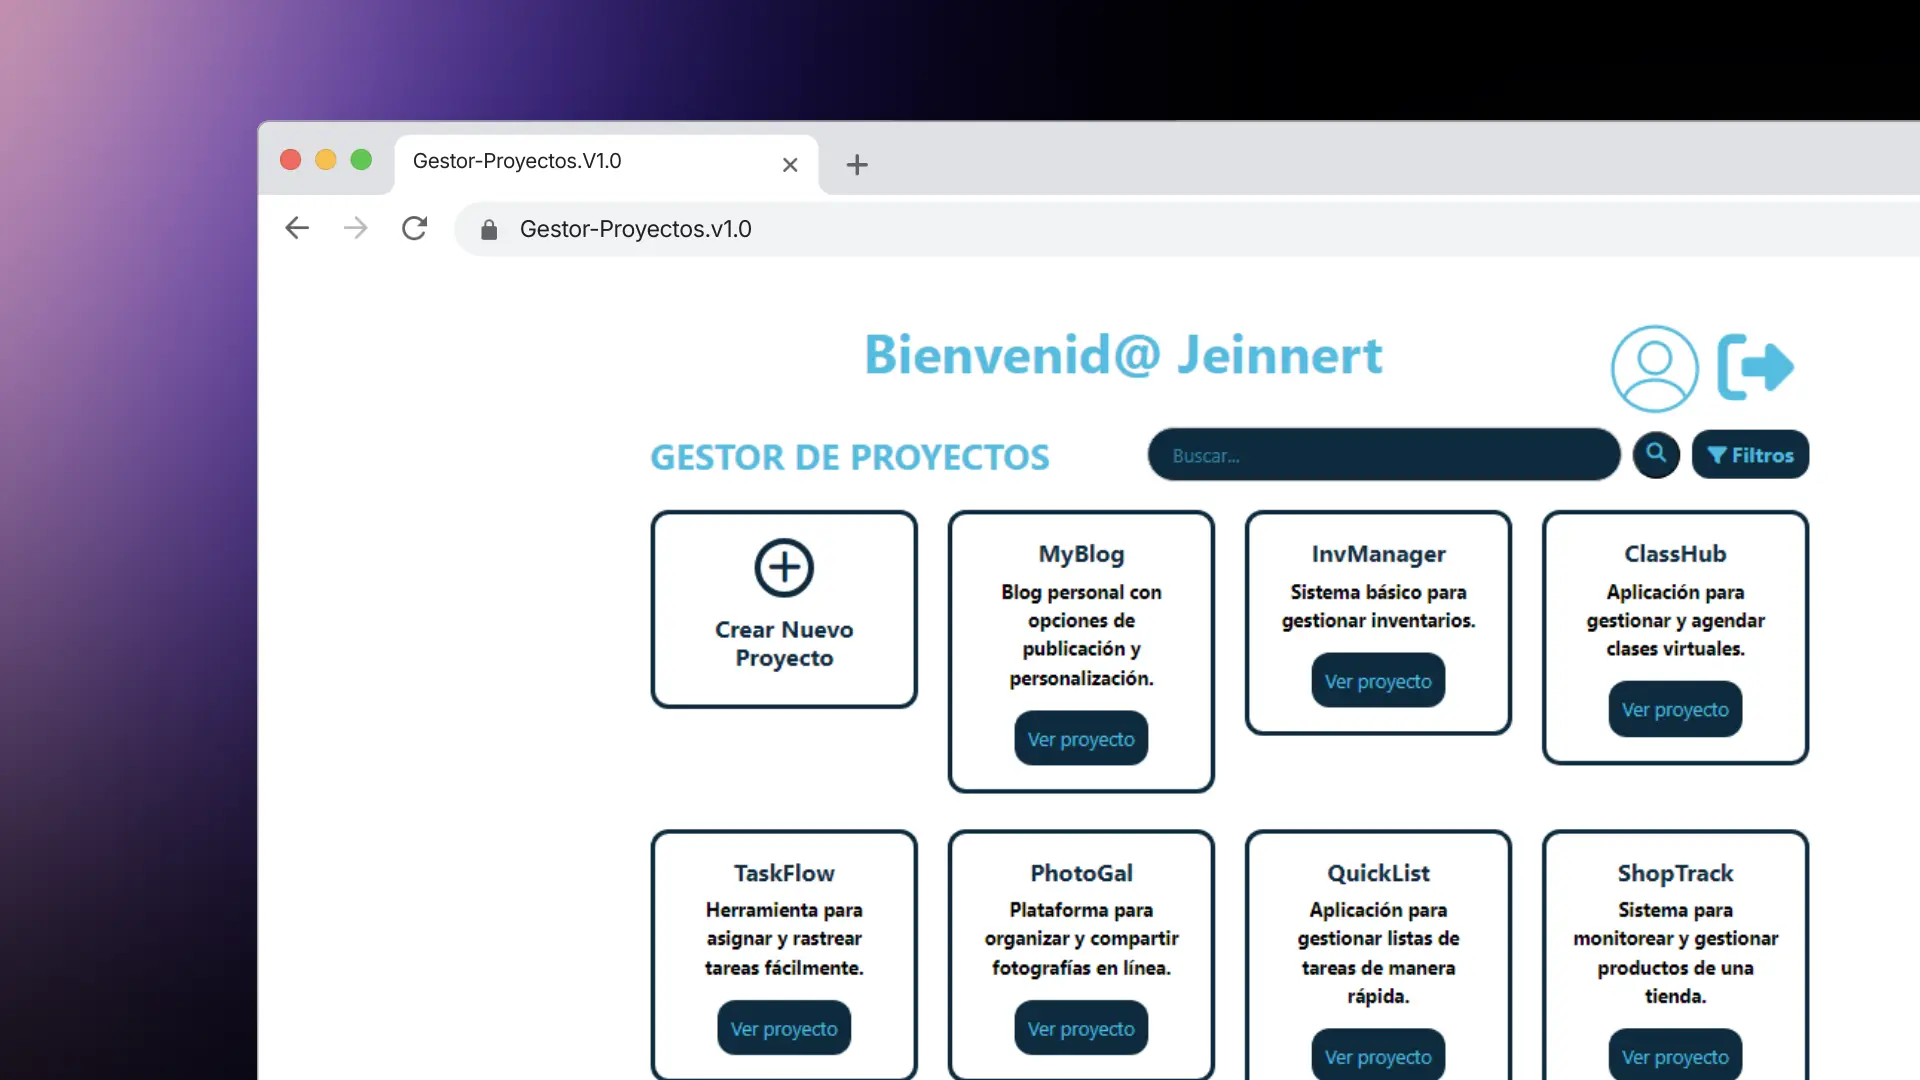 Gestor-Proyectos.V1.0
Gestor-Proyectos.v1.0
Bienvenid@ Jeinnert
GESTOR DE PROYECTOS
Buscar...
Filtros
Crear Nuevo
Proyecto
MyBlog
Blog personal con
opciones de
publicación y
personalización.
Ver proyecto
InvManager
Sistema básico para
gestionar inventarios.
Ver proyecto
ClassHub
Aplicación para
gestionar y agendar
clases virtuales.
Ver proyecto
TaskFlow
Herramienta para
asignar y rastrear
tareas fácilmente.
Ver proyecto
PhotoGal
Plataforma para
organizar y compartir
fotografías en línea.
Ver proyecto
QuickList
Aplicación para
gestionar listas de
tareas de manera
rápida.
Ver proyecto
ShopTrack
Sistema para
monitorear y gestionar
productos de una
tienda.
Ver proyecto